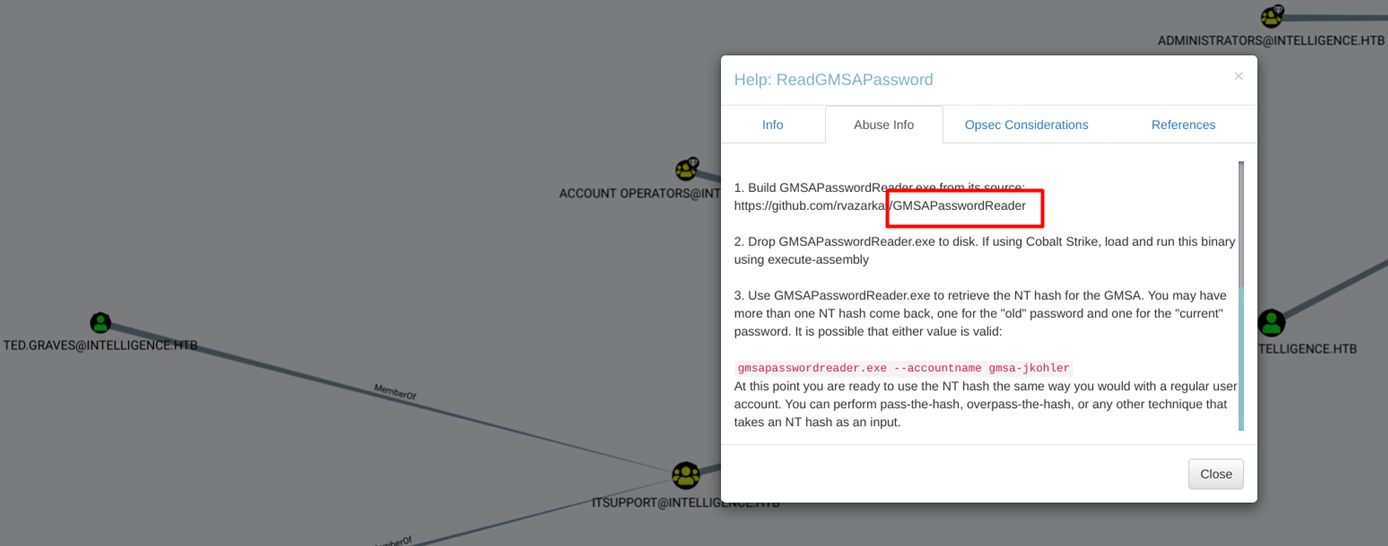 ADMINISTRATORS@INTELLIGENCE.HTB
Help: ReadGMSAPassword
×
Info
Abuse Info
Opsec Considerations
References
ACCOUNT OPERATORS@INT
1. Build GMSAPasswordReader.exe from its source:
https://github.com/rvazarka/GMSAPasswordReader
2. Drop GMSAPasswordReader.exe to disk. If using Cobalt Strike, load and run this binary
using execute-assembly
3. Use GMSAPasswordReader.exe to retrieve the NT hash for the GMSA. You may have
more than one NT hash come back, one for the "old" password and one for the "current"
password. It is possible that either value is valid:
gmsapasswordreader.exe --accountname gmsa-jkohler
At this point you are ready to use the NT hash the same way you would with a regular user
account. You can perform pass-the-hash, overpass-the-hash, or any other technique that
takes an NT hash as an input.
Close
TED.GRAVES@INTELLIGENCE.HTB
TELLIGENCE.HTB
MemberOf
ITSUPPORT@INTELLIGENCE.HTB
MemberOf